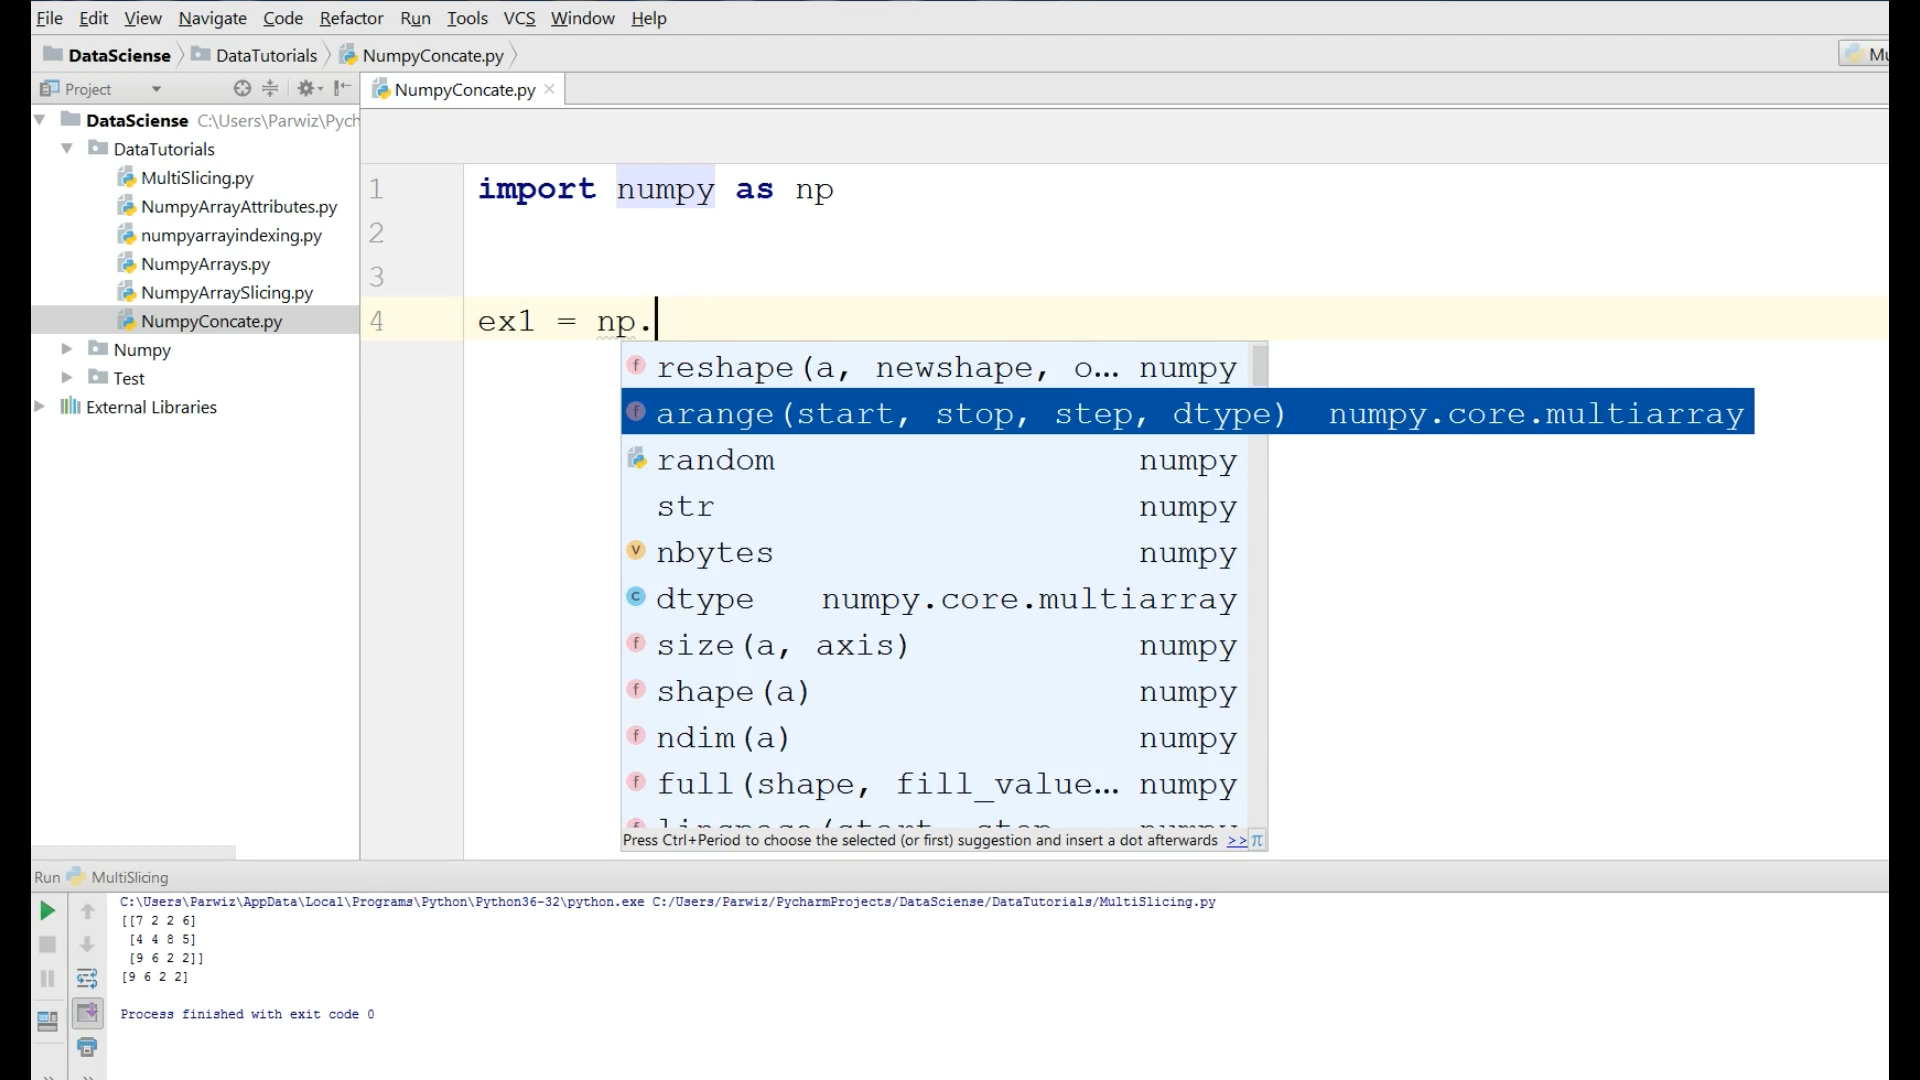 File Edit View Navigate Code Refactor Run Tools VCS Window Help
DataSciense DataTutorials NumpyConcate.py
Project
NumpyConcate.py
DataSciense C:\Users\Parwiz\Pych
DataTutorials
MultiSlicing.py
NumpyArrayAttributes.py
numpyarrayindexing.py
NumpyArrays.py
NumpyArraySlicing.py
NumpyConcate.py
Numpy
Test
External Libraries
1 import numpy as np
2
3
4 ex1 = np.
reshape(a, newshape, o... numpy
arange(start, stop, step, dtype) numpy.core.multiarray
random numpy
str numpy
nbytes numpy
dtype numpy.core.multiarray
size(a, axis) numpy
shape(a) numpy
ndim(a) numpy
full(shape, fill_value... numpy
Press Ctrl+Period to choose the selected (or first) suggestion and insert a dot afterwards >> π
Run MultiSlicing
C:\Users\Parwiz\AppData\Local\Programs\Python\Python36-32\python.exe C:/Users/Parwiz/PycharmProjects/DataSciense/DataTutorials/MultiSlicing.py
[[7 2 2 6]
[4 4 8 5]
[9 6 2 2]]
[9 6 2 2]
Process finished with exit code 0